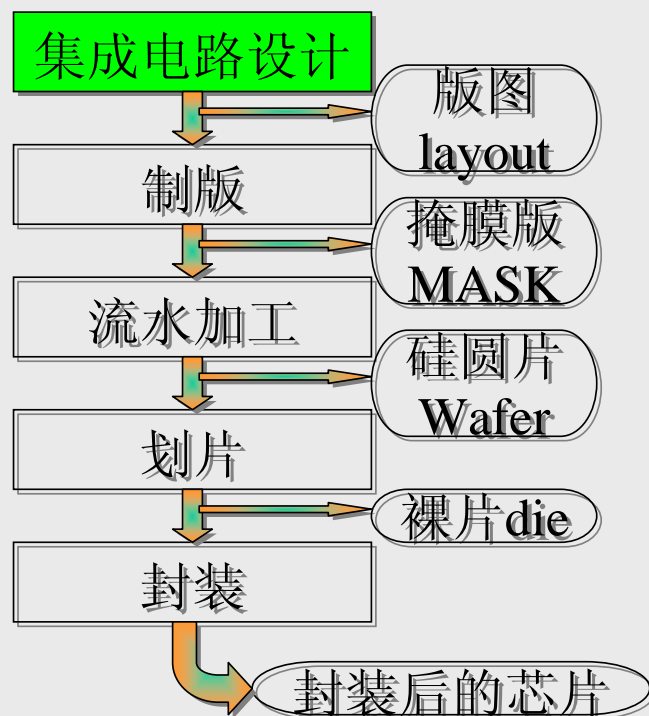 集成电路设计
版图
layout
制版
掩膜版
MASK
流水加工
硅圆片
Wafer
划片
裸片die
封装
封装后的芯片